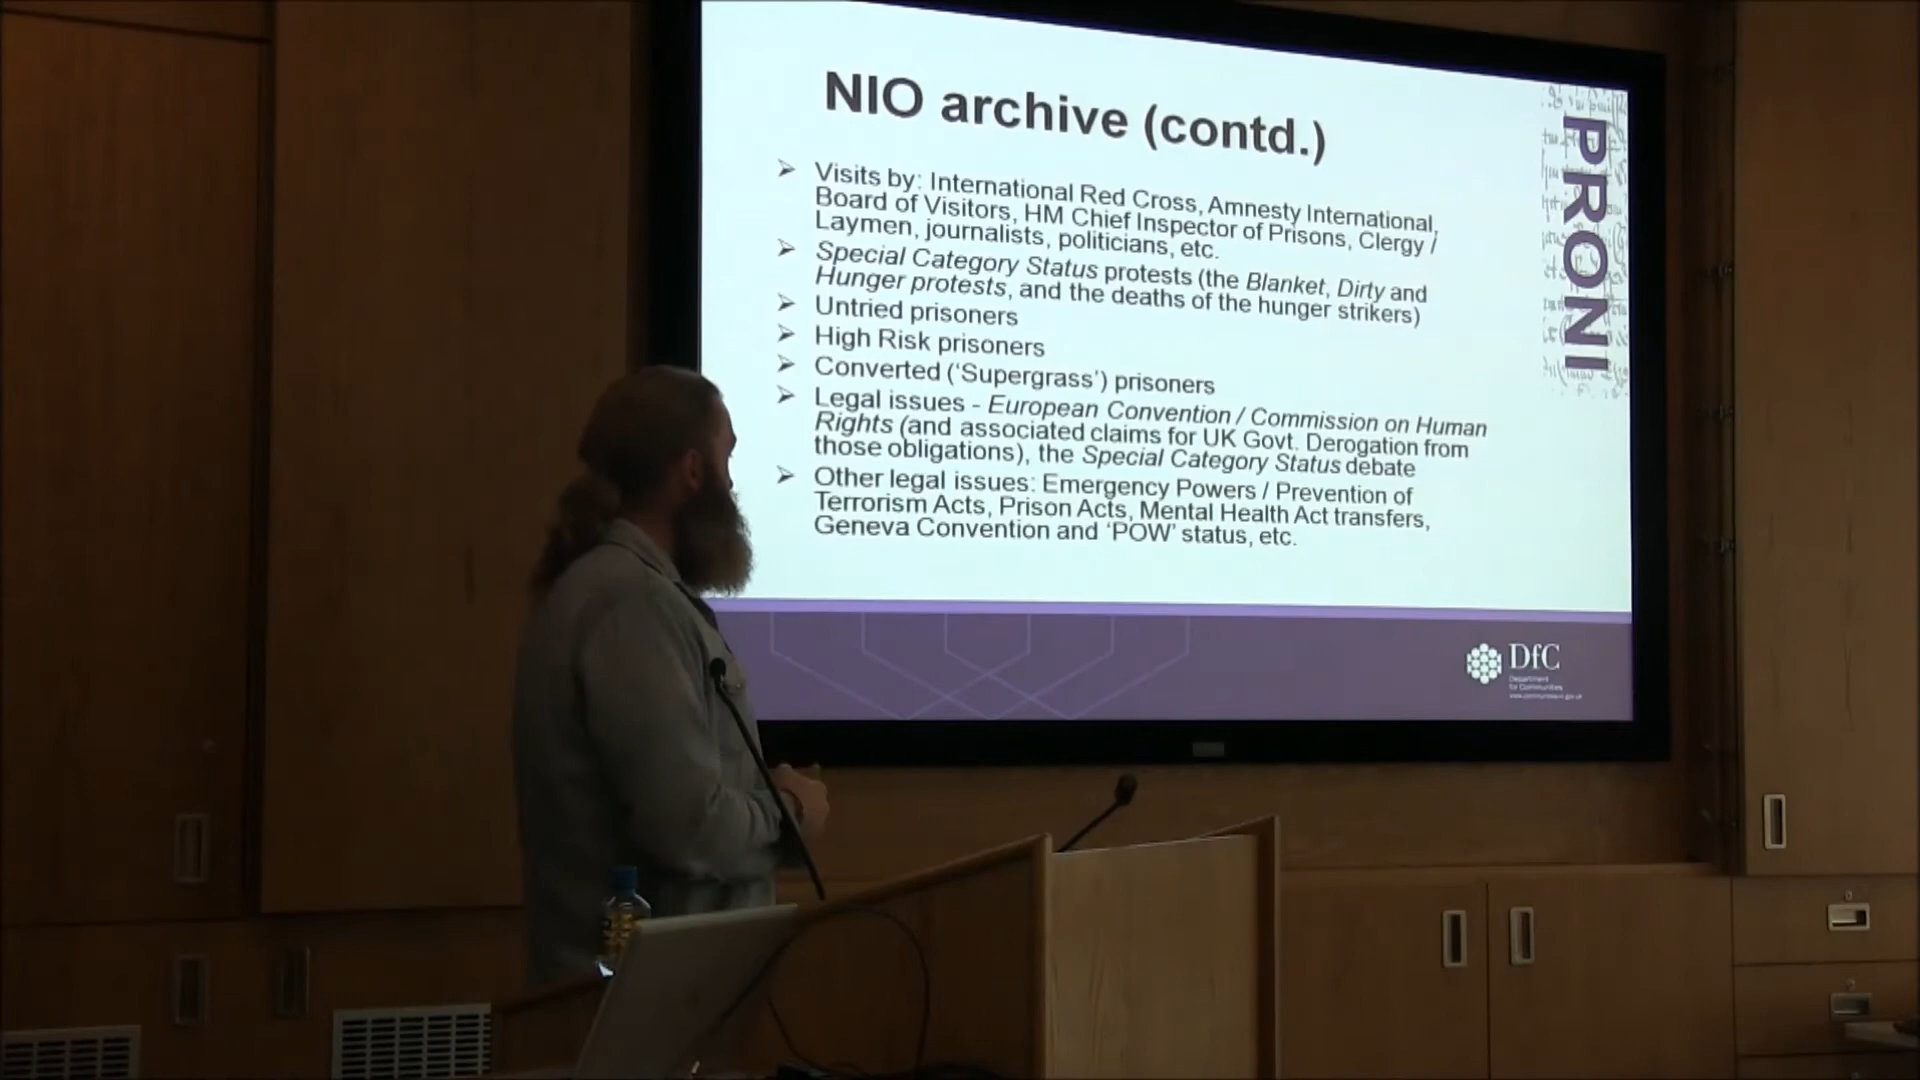 NIO archive (contd.)
➢ Visits by: International Red Cross, Amnesty International,
Board of Visitors, HM Chief Inspector of Prisons, Clergy /
Laymen, journalists, politicians, etc.
➢ Special Category Status protests (the Blanket, Dirty and
Hunger protests, and the deaths of the hunger strikers)
➢ Untried prisoners
➢ High Risk prisoners
➢ Converted (‘Supergrass’) prisoners
➢ Legal issues - European Convention / Commission on Human
Rights (and associated claims for UK Govt. Derogation from
those obligations), the Special Category Status debate
➢ Other legal issues: Emergency Powers / Prevention of
Terrorism Acts, Prison Acts, Mental Health Act transfers,
Geneva Convention and ‘POW’ status, etc.
PRONI
DfC
Department
for Communities